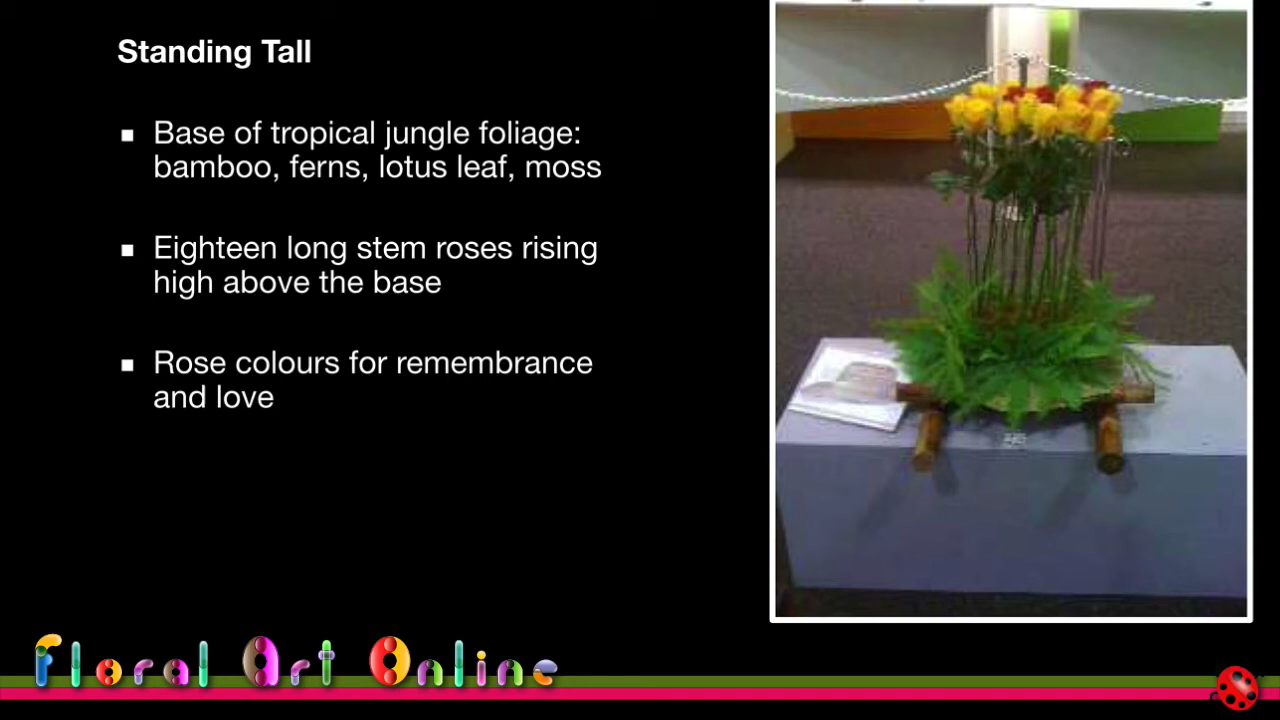 Standing Tall
▪ Base of tropical jungle foliage:
bamboo, ferns, lotus leaf, moss
▪ Eighteen long stem roses rising
high above the base
▪ Rose colours for remembrance
and love
Floral Art Online